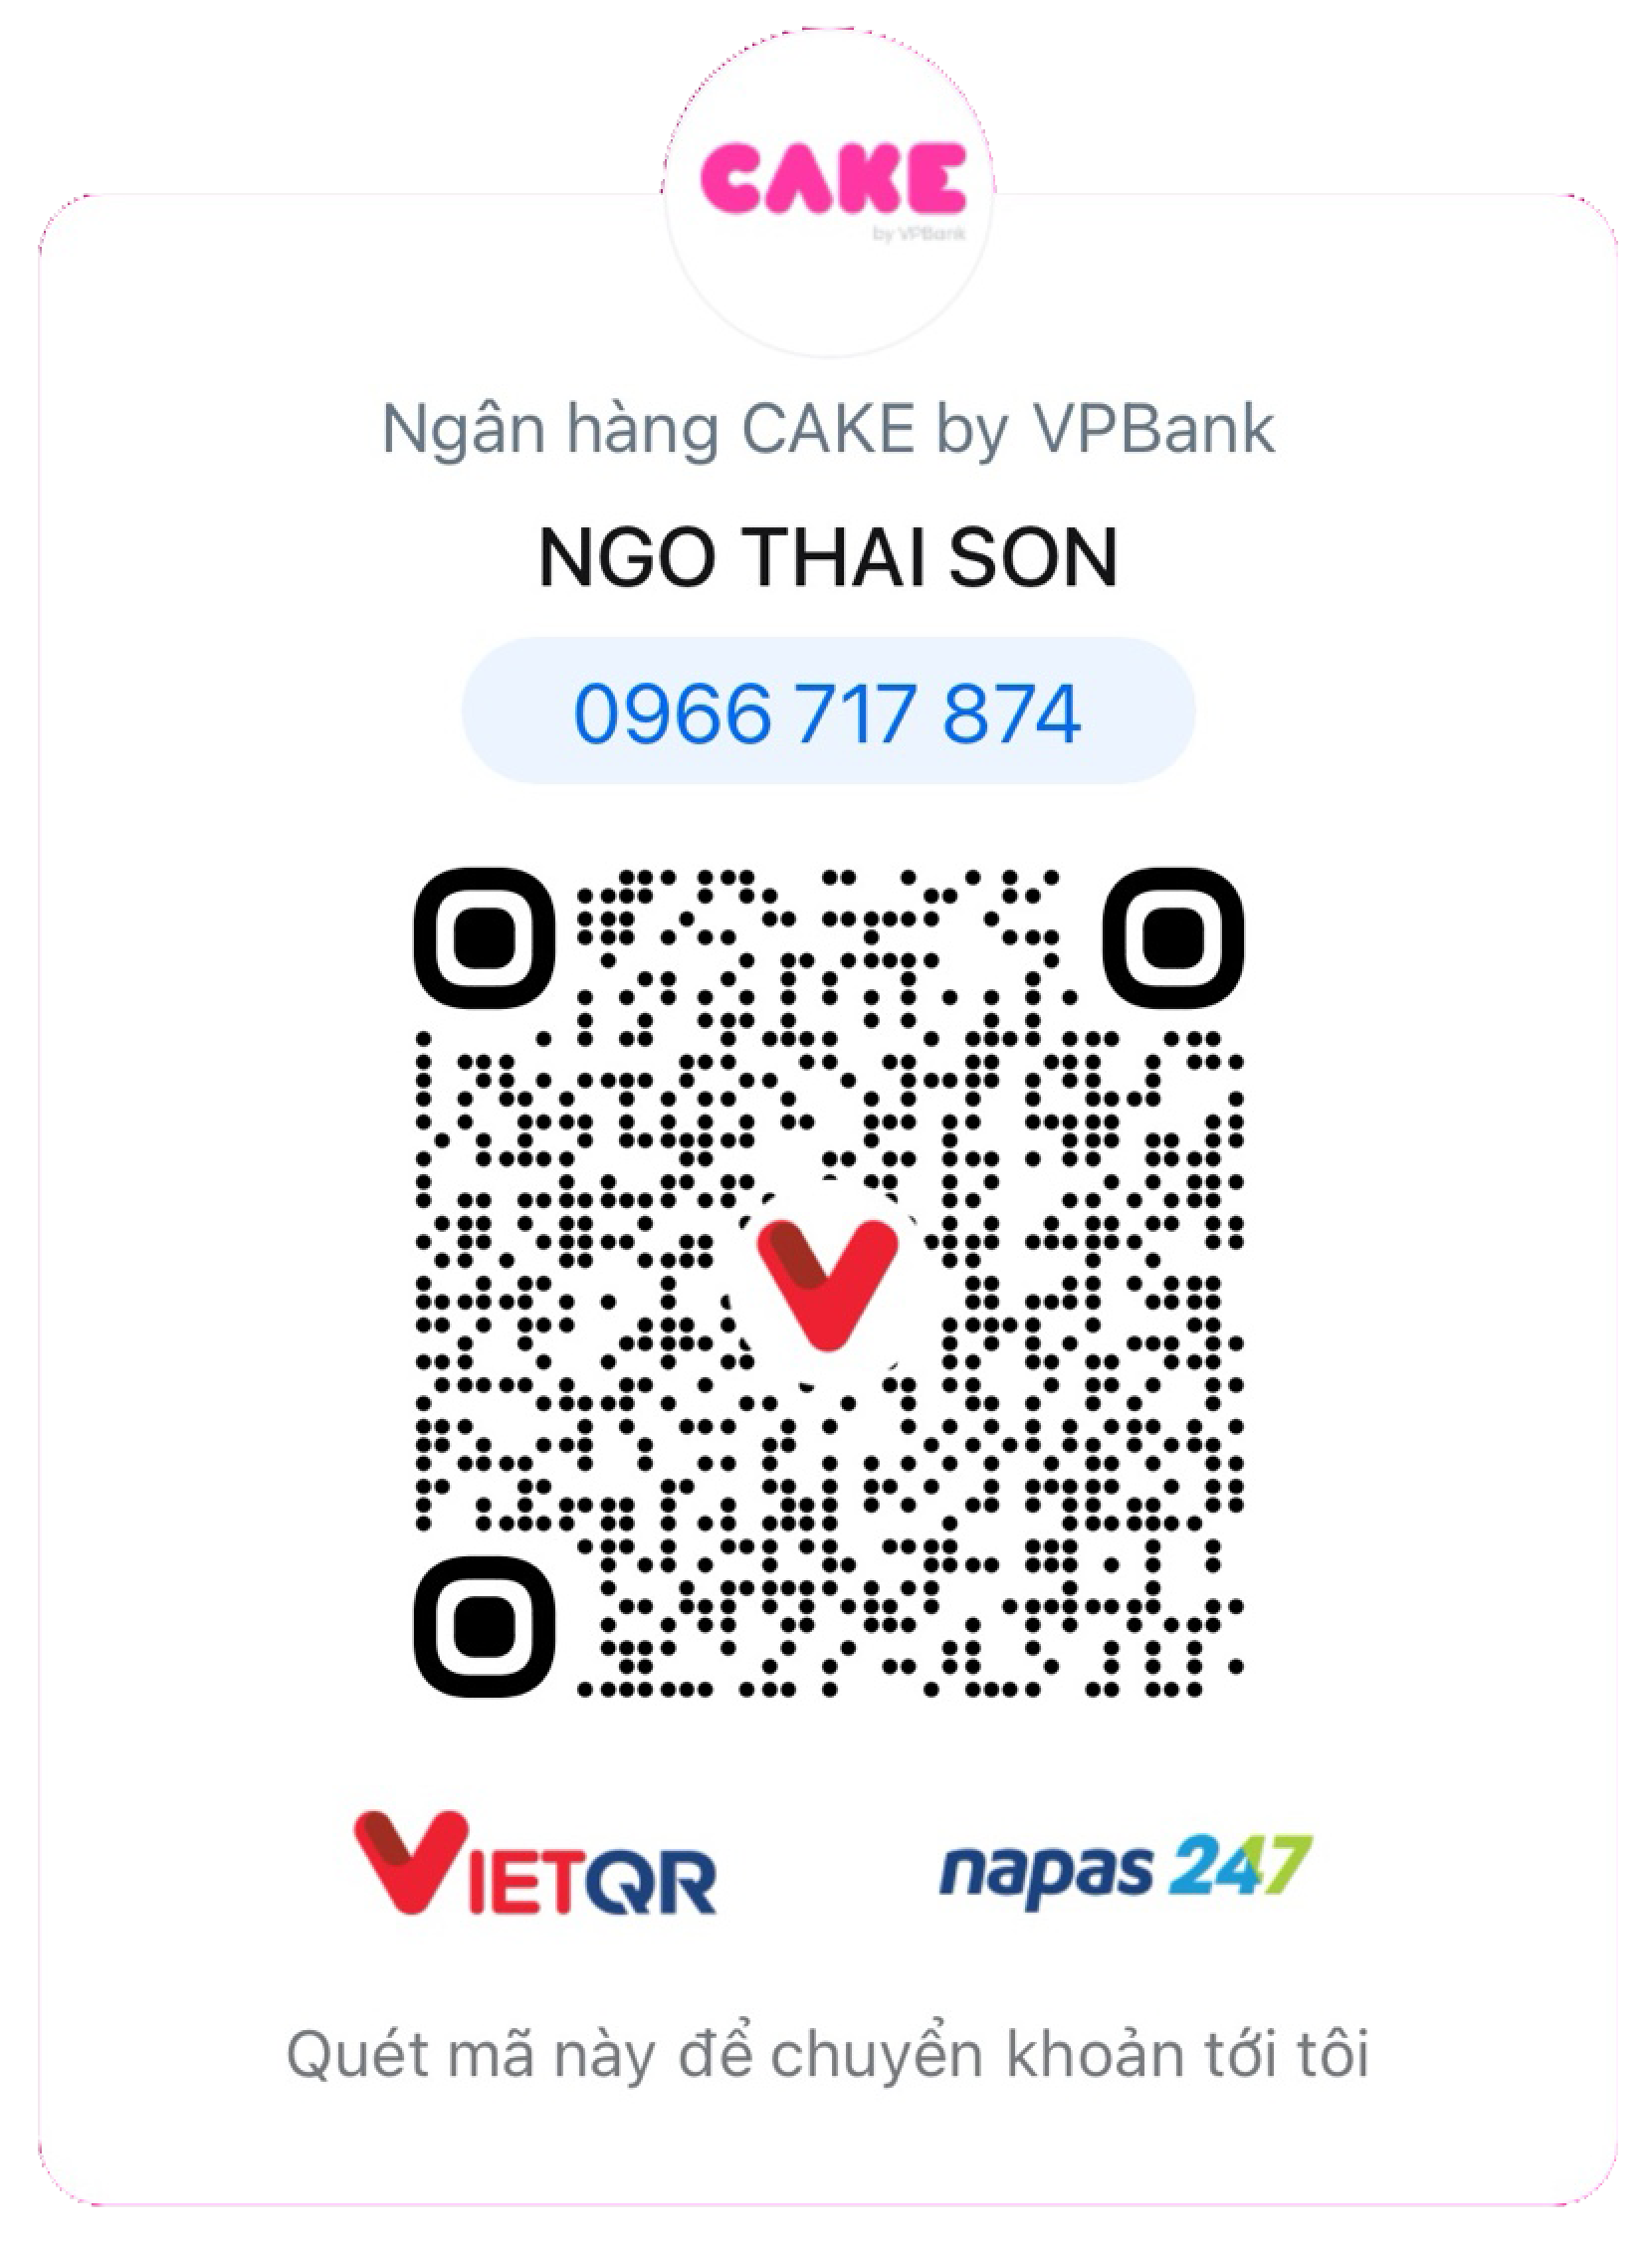 CAKE
by VPBank
Ngân hàng CAKE by VPBank
NGO THAI SON
0966 717 874
VIETQR
napas 247
Quét mã này để chuyển khoản tới tôi